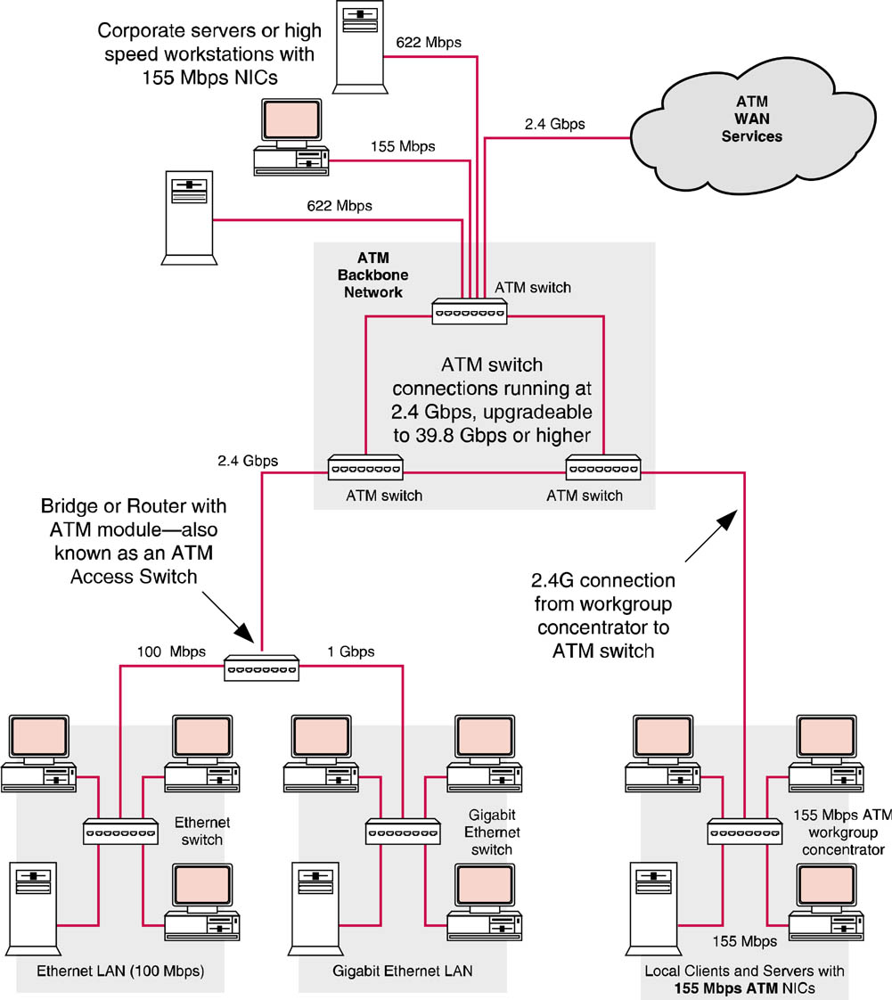 Corporate servers or high
speed workstations with
155 Mbps NICs
622 Mbps
ATM
WAN
Services
2.4 Gbps
155 Mbps
622 Mbps
ATM
Backbone
Network
ATM switch
ATM switch
connections running at
2.4 Gbps, upgradeable
to 39.8 Gbps or higher
2.4 Gbps
ATM switch
ATM switch
Bridge or Router with
ATM module—also
known as an ATM
Access Switch
2.4G connection
from workgroup
concentrator to
ATM switch
100 Mbps
1 Gbps
Ethernet
switch
Gigabit
Ethernet
switch
155 Mbps ATM
workgroup
concentrator
155 Mbps
Ethernet LAN (100 Mbps)
Gigabit Ethernet LAN
Local Clients and Servers with
155 Mbps ATM NICs